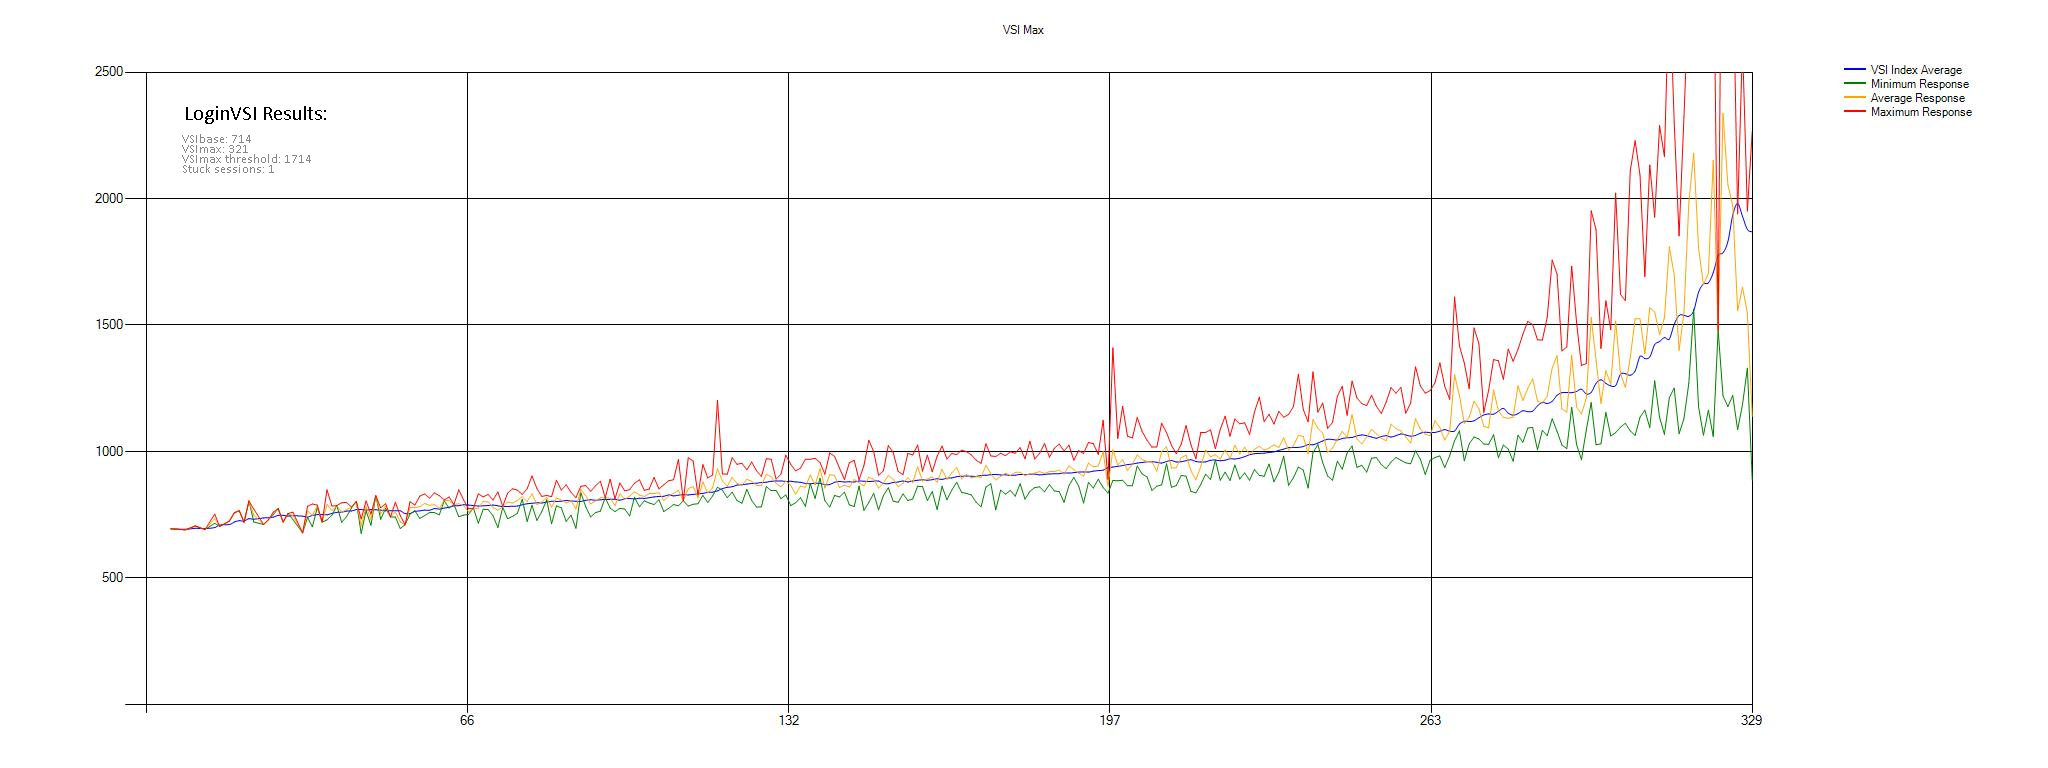 VSI Max
2500
2000
1500
1000
500
LoginVSI Results:
VSIbase: 714
VSImax: 321
VSImax threshold: 1714
Stuck sessions: 1
VSI Index Average
Minimum Response
Average Response
Maximum Response
66 132 197 263 329